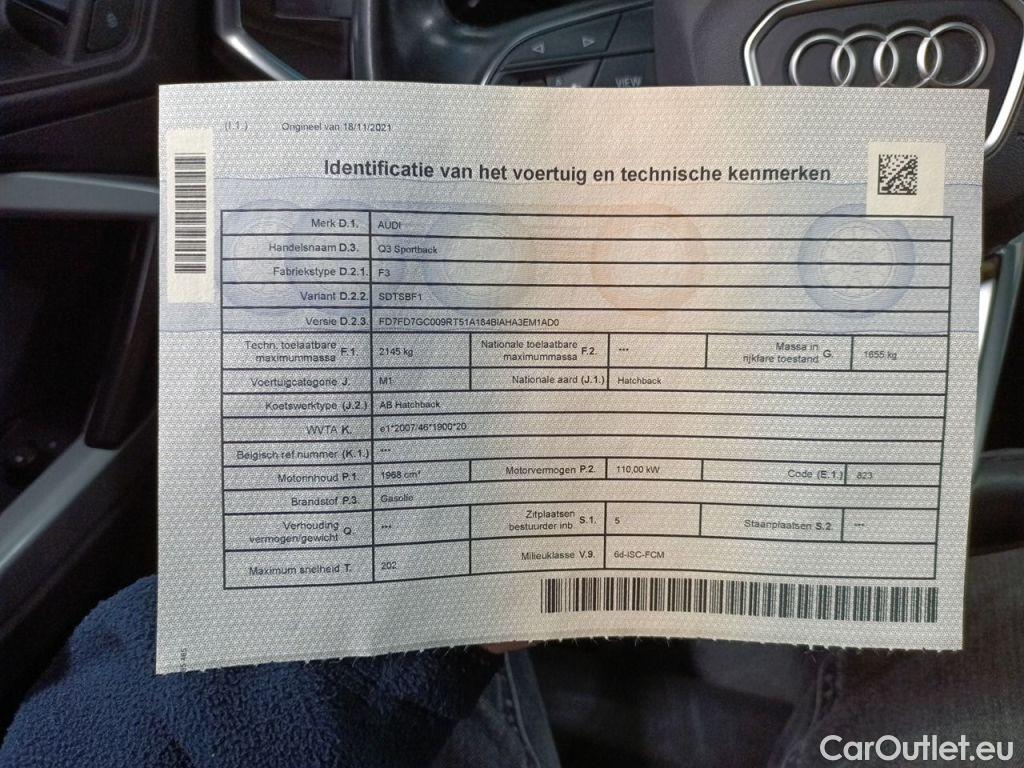 VIEW
(I.1.) Origineel van 18/11/2021
Identificatie van het voertuig en technische kenmerken
Merk D.1. AUDI
Handelsnaam D.3. Q3 Sportback
Fabriekstype D.2.1. F3
Variant D.2.2. SDTSBF1
Versie D.2.3. FD7FD7GC009RT51A184BIAHA3EM1AD0
Techn. toelaatbare maximummassa F.1. 2145 kg Nationale toelaatbare maximummassa F.2. --- Massa in rijklare toestand G. 1655 kg
Voertuigcategorie J. M1 Nationale aard (J.1.) Hatchback
Koetswerktype (J.2.) AB Hatchback
WVTA K. e1*2007/46*1900*20
Belgisch ref nummer (K.1.) ---
Motorinhoud P.1. 1968 cm³ Motorvermogen P.2. 110,00 kW Code (E.1.) 823
Brandstof P.3. Gasolie
Verhouding vermogen/gewicht Q. --- Zitplaatsen bestuurder inb S.1. 5 Staanplaatsen S.2. ---
Maximum snelheid T. 202 Milieuklasse V.9. 6d-ISC-FCM
CarOutlet.eu